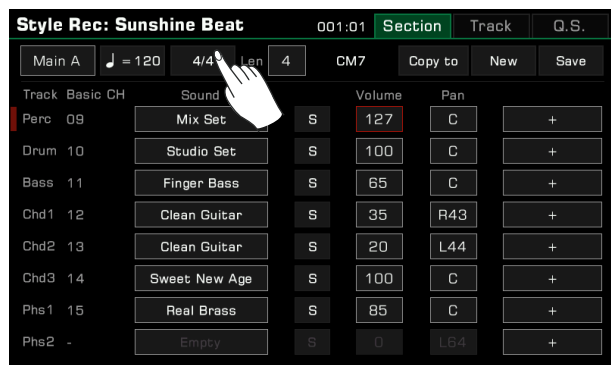 Style Rec: Sunshine Beat 001:01 Section Track Q.S.
Main A ♩=120 4/4 Len 4 CM7 Copy to New Save
Track Basic CH Sound Volume Pan
Perc 09 Mix Set S 127 C +
Drum 10 Studio Set S 100 C +
Bass 11 Finger Bass S 65 C +
Chd1 12 Clean Guitar S 35 R43 +
Chd2 13 Clean Guitar S 20 L44 +
Chd3 14 Sweet New Age S 100 C +
Phs1 15 Real Brass S 85 C +
Phs2 - Empty S 0 L64 +